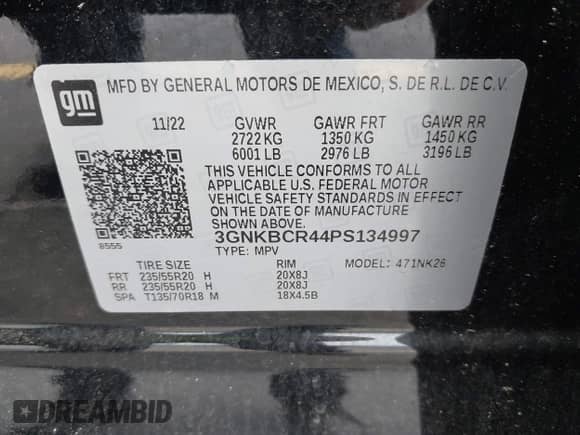 gm
MFD BY GENERAL MOTORS DE MEXICO, S. DE R.L. DE C.V.
11/22 GVWR GAWR FRT GAWR RR
2722 KG 1350 KG 1450 KG
6001 LB 2976 LB 3196 LB
THIS VEHICLE CONFORMS TO ALL
APPLICABLE U.S. FEDERAL MOTOR
VEHICLE SAFETY STANDARDS IN EFFECT
ON THE DATE OF MANUFACTURE
SHOWN ABOVE.
8555 3GNKBCR44PS134997
TYPE: MPV MODEL: 471NK26
TIRE SIZE RIM
FRT 235/55R20 H 20X8J
RR 235/55R20 H 20X8J
SPA T135/70R18 M 18X4.5B
DREAMBID